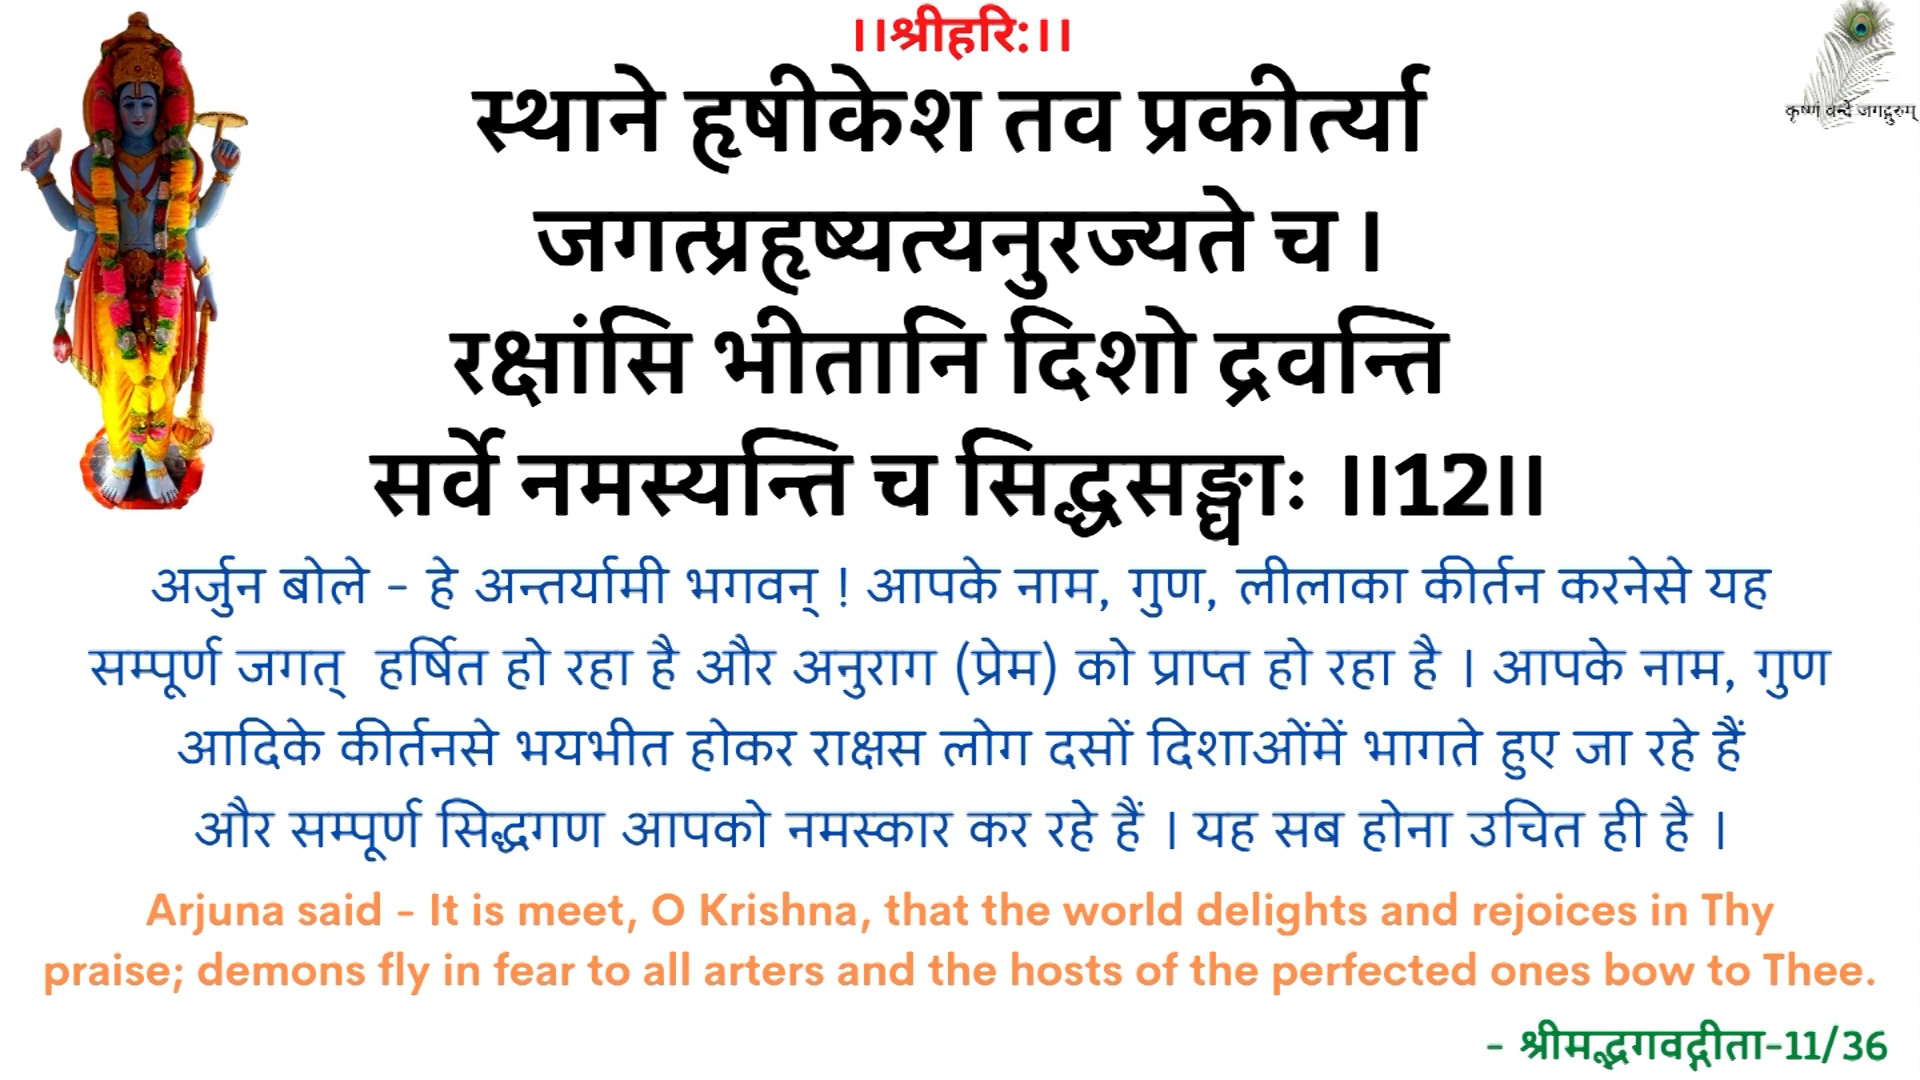 ।।श्रीहरि:।।
कृष्णं वन्दे जगद्गुरुम्
स्थाने हृषीकेश तव प्रकीर्त्या
जगत्प्रहृष्यत्यनुरज्यते च ।
रक्षांसि भीतानि दिशो द्रवन्ति
सर्वे नमस्यन्ति च सिद्धसङ्घाः ॥12॥
अर्जुन बोले - हे अन्तर्यामी भगवन् ! आपके नाम, गुण, लीलाका कीर्तन करनेसे यह
सम्पूर्ण जगत् हर्षित हो रहा है और अनुराग (प्रेम) को प्राप्त हो रहा है । आपके नाम, गुण
आदिके कीर्तनसे भयभीत होकर राक्षस लोग दसों दिशाओंमें भागते हुए जा रहे हैं
और सम्पूर्ण सिद्धगण आपको नमस्कार कर रहे हैं । यह सब होना उचित ही है ।
Arjuna said - It is meet, O Krishna, that the world delights and rejoices in Thy
praise; demons fly in fear to all arters and the hosts of the perfected ones bow to Thee.
- श्रीमद्भगवद्गीता-11/36